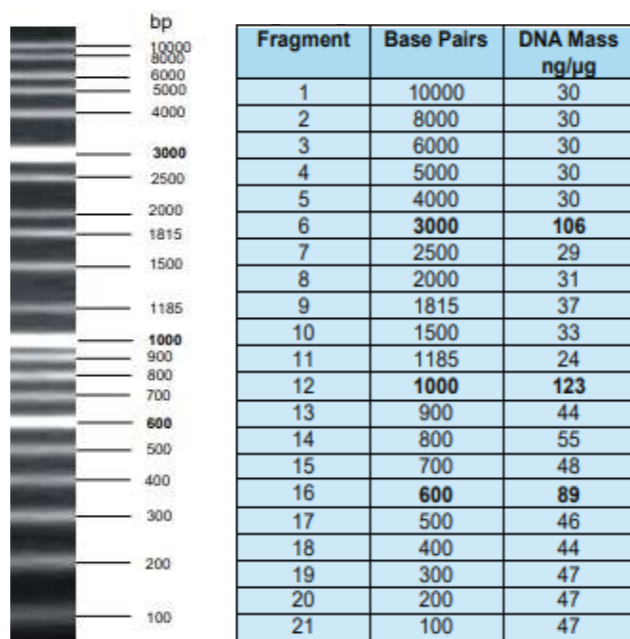 bp
10000
8000
6000
5000
4000
3000
2500
2000
1815
1500
1185
1000
900
800
700
600
500
400
300
200
100
Fragment Base Pairs DNA Mass
ng/µg
1 10000 30
2 8000 30
3 6000 30
4 5000 30
5 4000 30
6 3000 106
7 2500 29
8 2000 31
9 1815 37
10 1500 33
11 1185 24
12 1000 123
13 900 44
14 800 55
15 700 48
16 600 89
17 500 46
18 400 44
19 300 47
20 200 47
21 100 47